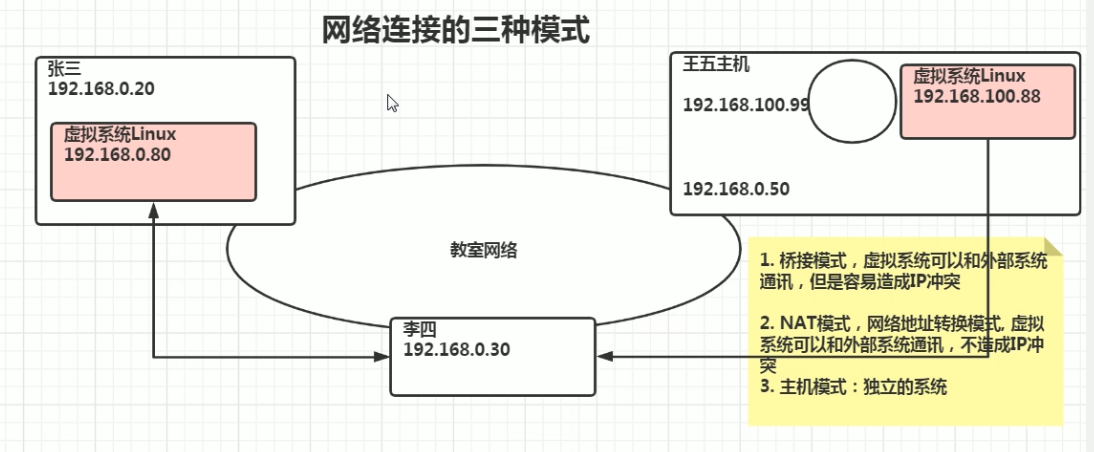 网络连接的三种模式
张三
192.168.0.20
虚拟系统Linux
192.168.0.80
王五主机
192.168.100.99
192.168.0.50
虚拟系统Linux
192.168.100.88
教室网络
李四
192.168.0.30
1. 桥接模式，虚拟系统可以和外部系统
通讯，但是容易造成IP冲突
2. NAT模式，网络地址转换模式, 虚拟
系统可以和外部系统通讯，不造成IP冲
突
3. 主机模式：独立的系统